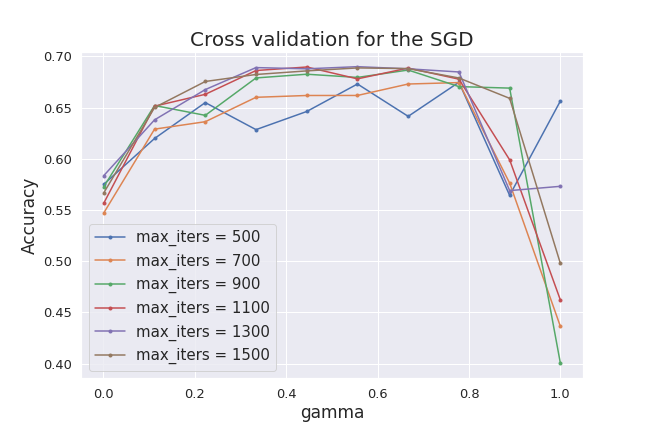 Cross validation for the SGD
Accuracy
0.70
0.65
0.60
0.55
0.50
0.45
0.40
max_iters = 500
max_iters = 700
max_iters = 900
max_iters = 1100
max_iters = 1300
max_iters = 1500
0.0 0.2 0.4 0.6 0.8 1.0
gamma